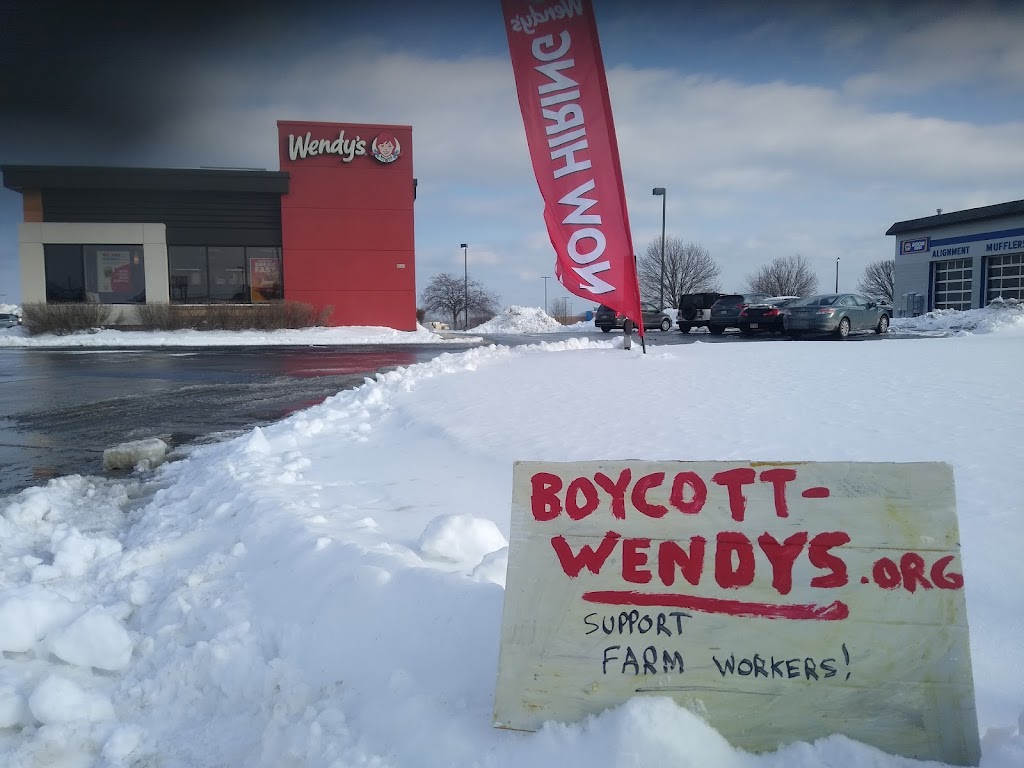 Wendy's
Wendy's
NOW HIRING
ALIGNMENT MUFFLERS
BOYCOTT-
WENDYS.ORG
SUPPORT
FARM WORKERS!